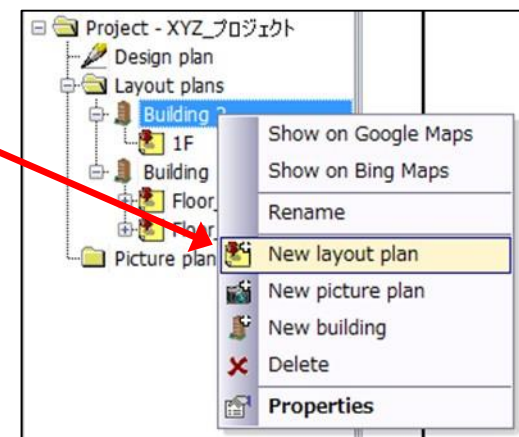 Project - XYZ_プロジェクト
Design plan
Layout plans
Building 2
1F
Building
Floor_
Floor_
Picture plan
Show on Google Maps
Show on Bing Maps
Rename
New layout plan
New picture plan
New building
Delete
Properties